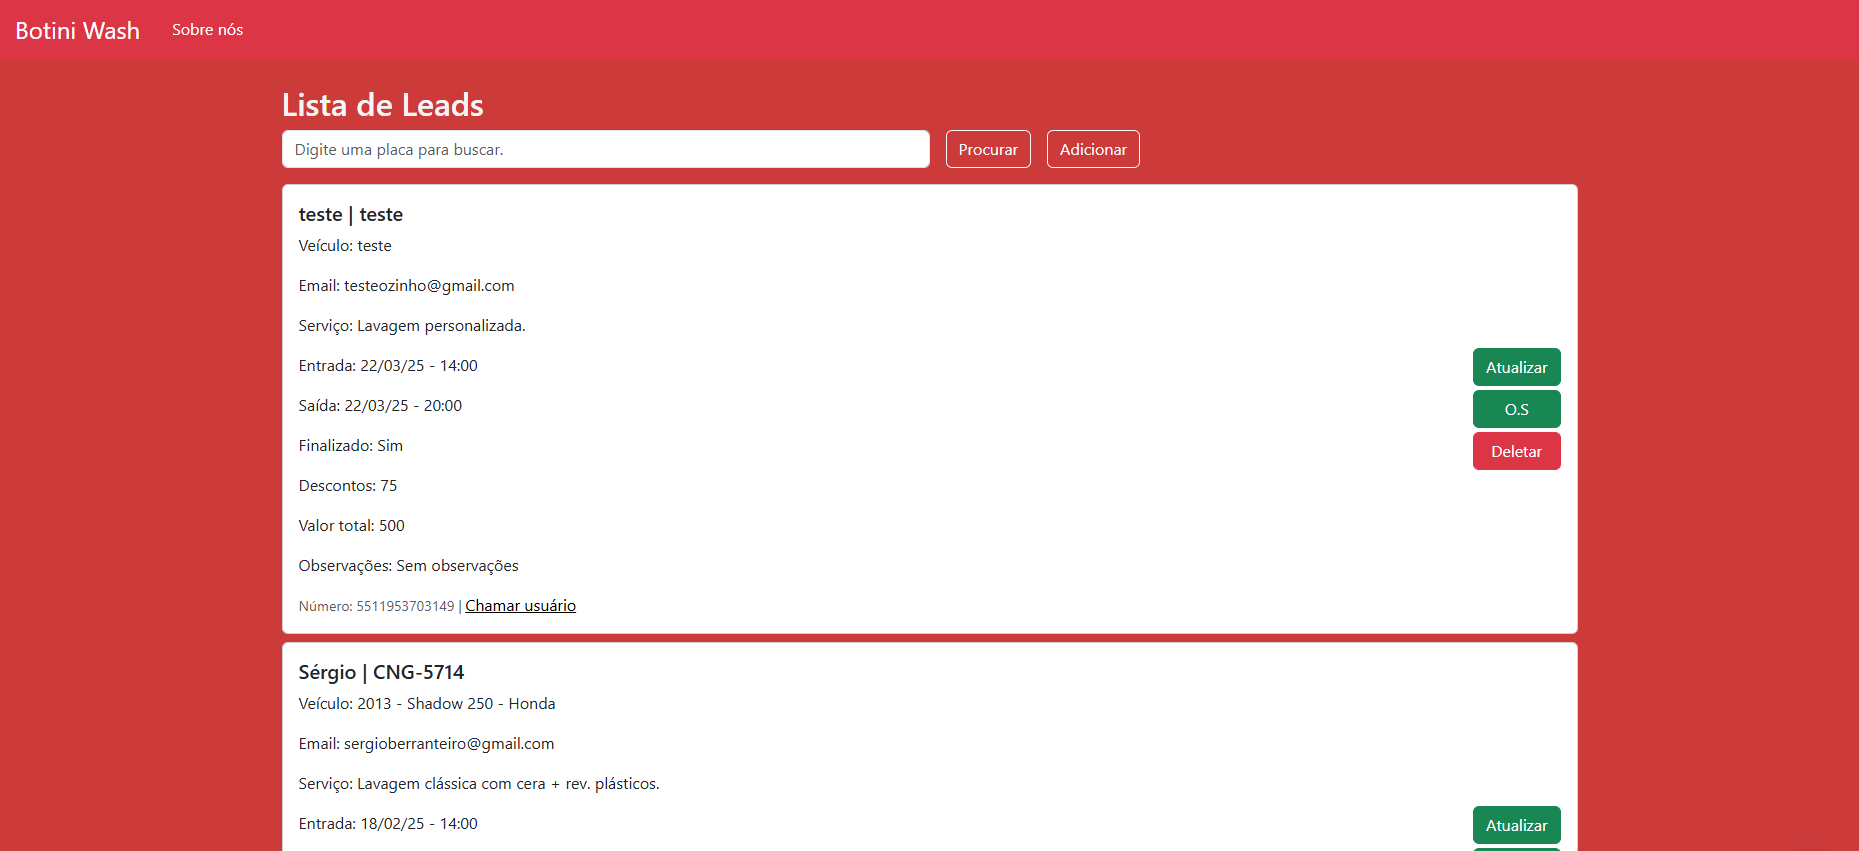 Botini Wash
Sobre nós
Lista de Leads
Digite uma placa para buscar.
Procurar
Adicionar
teste | teste
Veículo: teste
Email: testeozinho@gmail.com
Serviço: Lavagem personalizada.
Entrada: 22/03/25 - 14:00
Saída: 22/03/25 - 20:00
Finalizado: Sim
Descontos: 75
Valor total: 500
Observações: Sem observações
Número: 5511953703149 | Chamar usuário
Atualizar
O.S
Deletar
Sérgio | CNG-5714
Veículo: 2013 - Shadow 250 - Honda
Email: sergioberranteiro@gmail.com
Serviço: Lavagem clássica com cera + rev. plásticos.
Entrada: 18/02/25 - 14:00
Atualizar